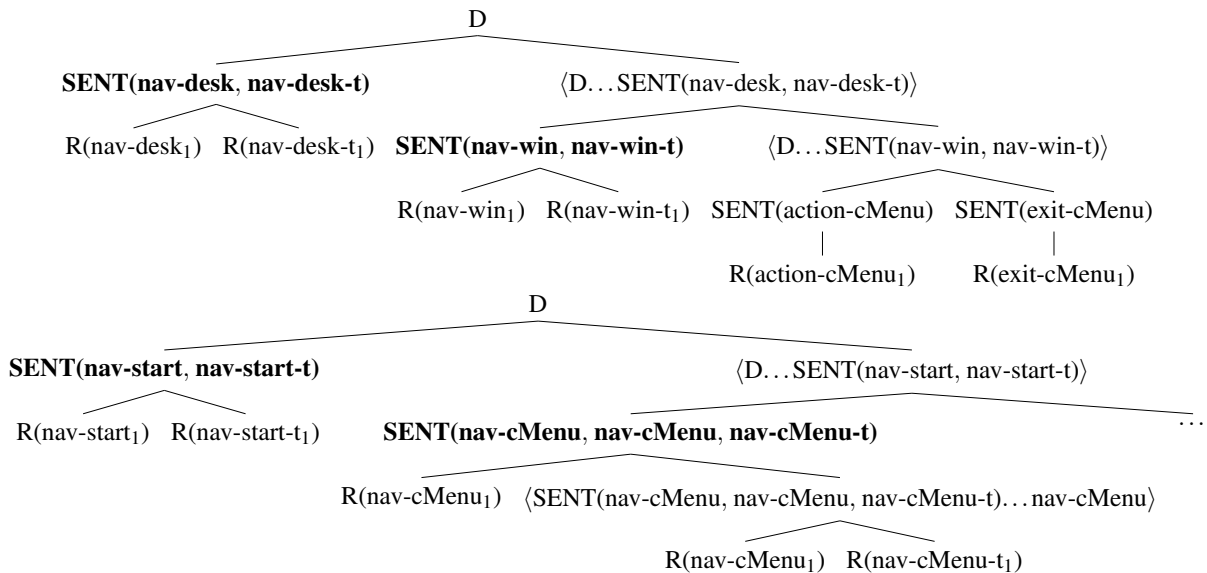 D
SENT(nav-desk, nav-desk-t) ⟨D…SENT(nav-desk, nav-desk-t)⟩
R(nav-desk₁) R(nav-desk-t₁) SENT(nav-win, nav-win-t) ⟨D…SENT(nav-win, nav-win-t)⟩
R(nav-win₁) R(nav-win-t₁) SENT(action-cMenu) SENT(exit-cMenu)
R(action-cMenu₁) R(exit-cMenu₁)
D
SENT(nav-start, nav-start-t) ⟨D…SENT(nav-start, nav-start-t)⟩
R(nav-start₁) R(nav-start-t₁) SENT(nav-cMenu, nav-cMenu, nav-cMenu-t) …
R(nav-cMenu₁) ⟨SENT(nav-cMenu, nav-cMenu, nav-cMenu-t)…nav-cMenu⟩
R(nav-cMenu₁) R(nav-cMenu-t₁)